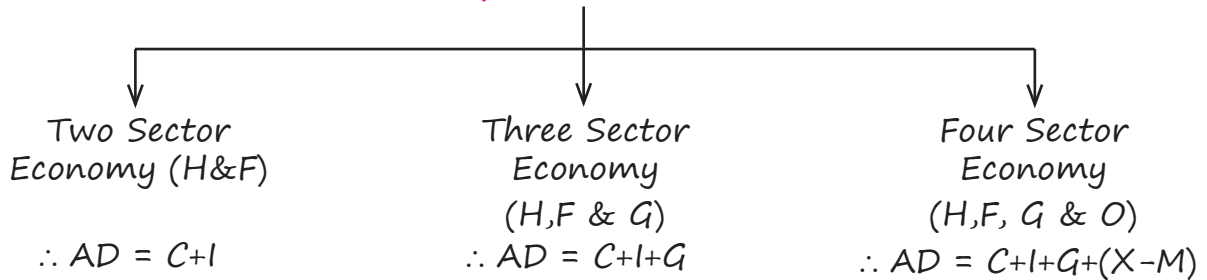 Two Sector
Economy (H&F)
∴ AD = C+I
Three Sector
Economy
(H,F & G)
∴ AD = C+I+G
Four Sector
Economy
(H,F, G & O)
∴ AD = C+I+G+(X-M)